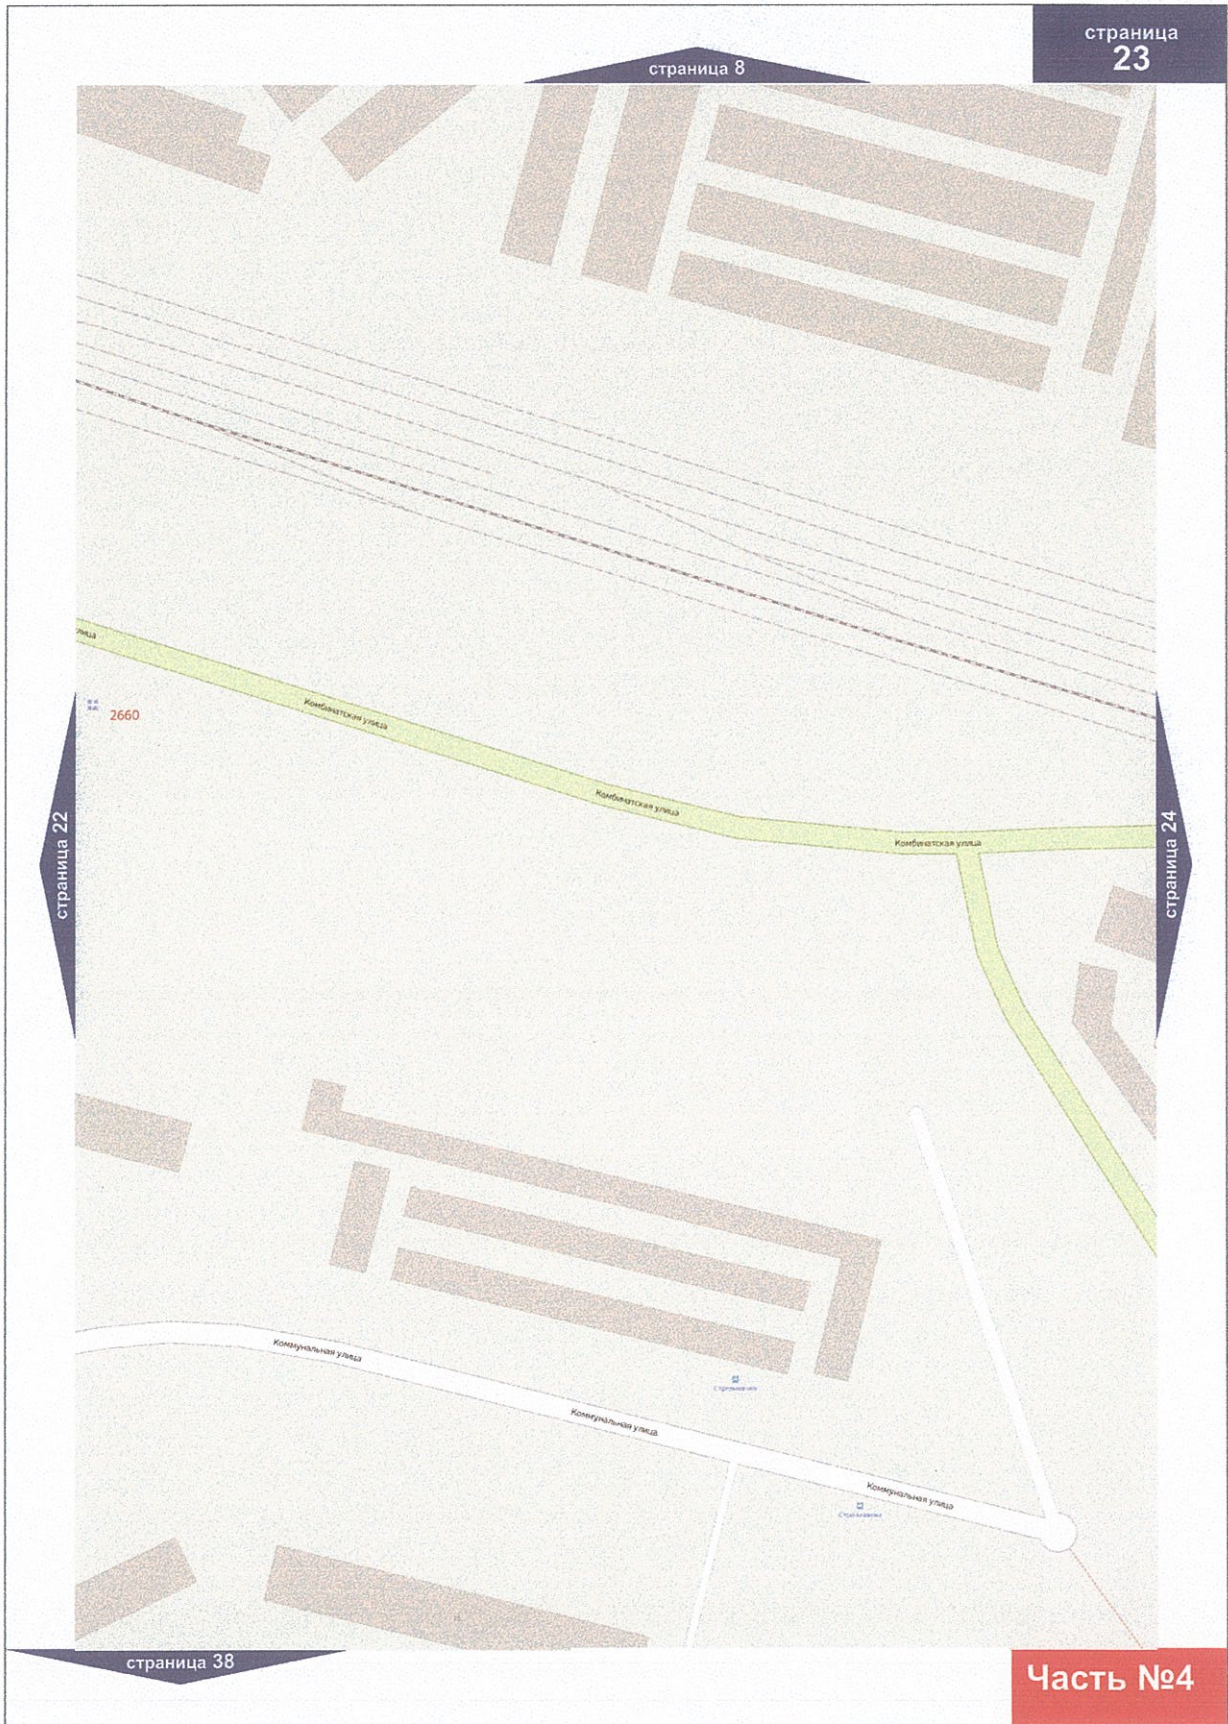 страница
23
страница 8
2660
Комбинатская улица
Комбинатская улица
Комбинатская улица
страница 22
страница 24
Коммунальная улица
Коммунальная улица
Коммунальная улица
страница 38
Часть №4